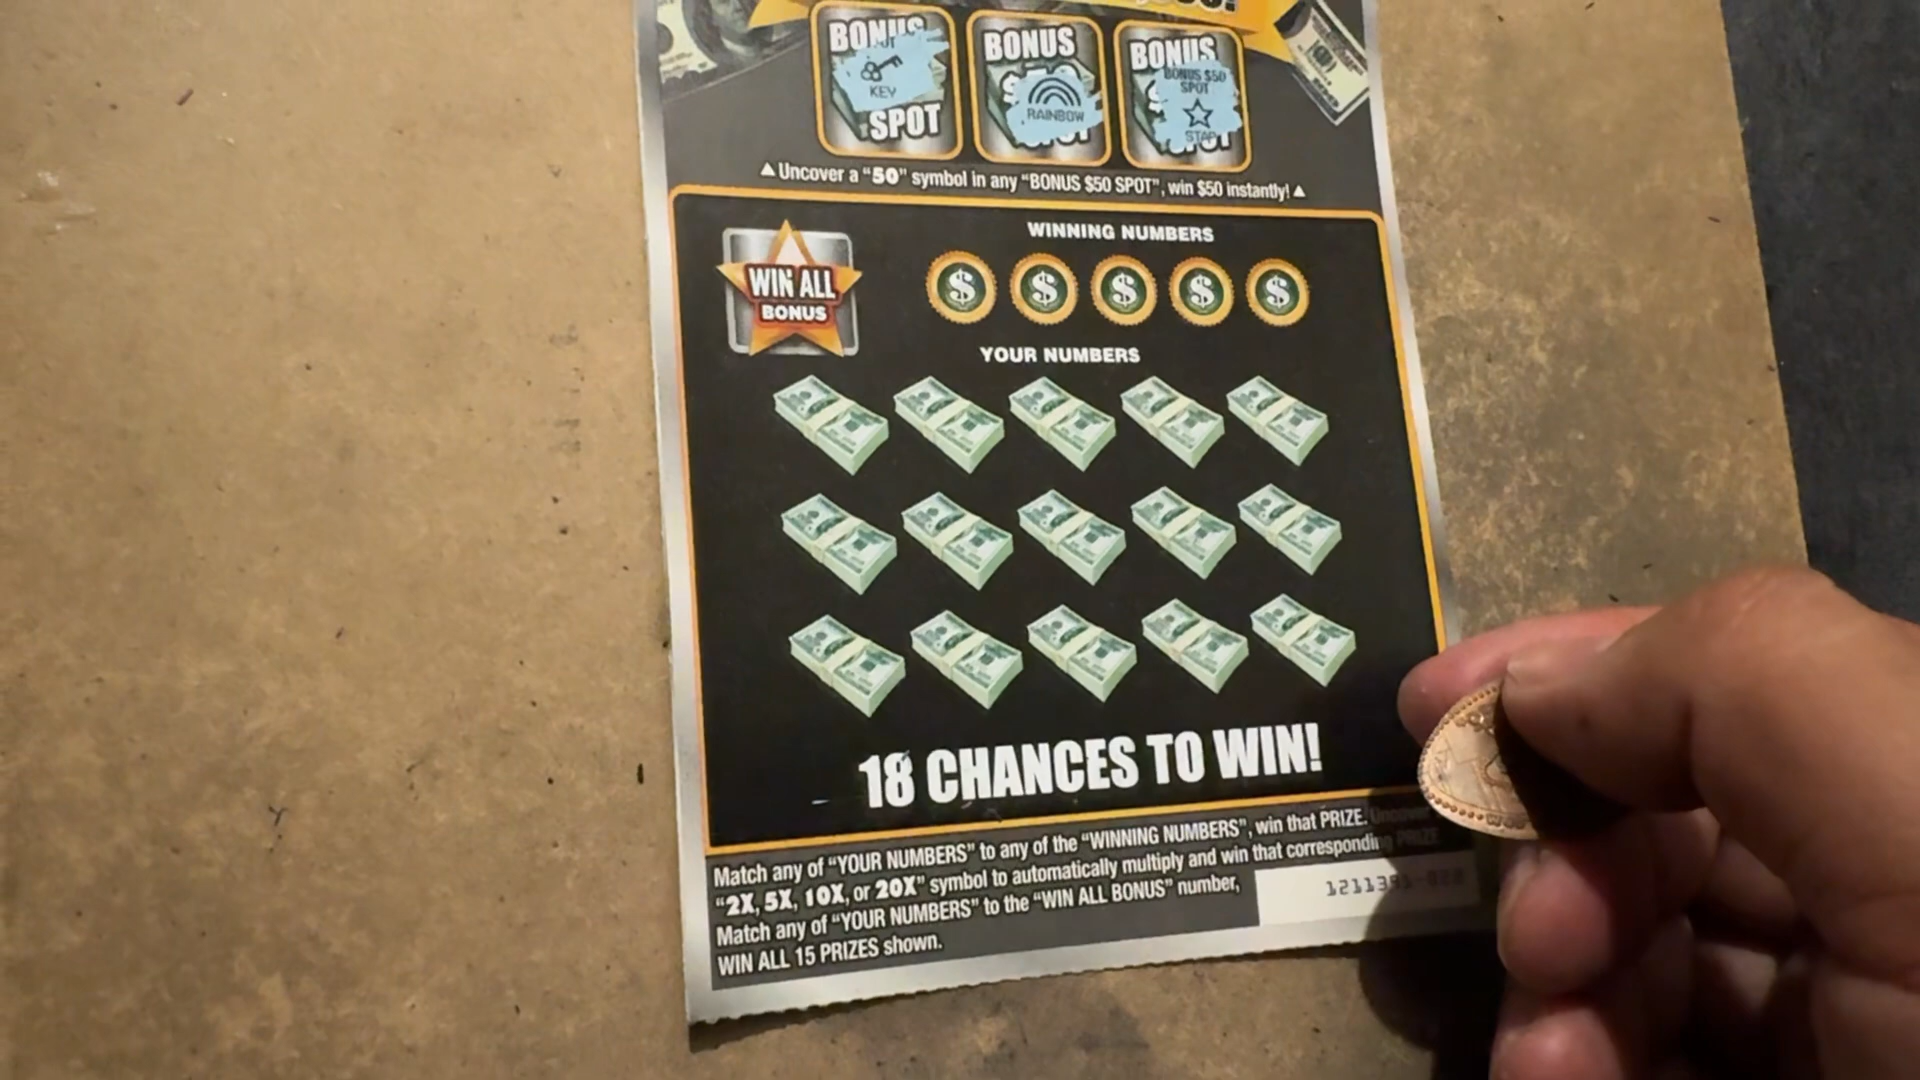 BONUS
KEY
SPOT
BONUS
RAINBOW
BONUS
BONUS $50
SPOT
STAR
▲Uncover a "50" symbol in any "BONUS $50 SPOT", win $50 instantly!▲
WIN ALL
BONUS
WINNING NUMBERS
$ $ $ $ $
YOUR NUMBERS
18 CHANCES TO WIN!
Match any of "YOUR NUMBERS" to any of the "WINNING NUMBERS", win that PRIZE. Uncover
"2X, 5X, 10X, or 20X" symbol to automatically multiply and win that corresponding PRIZE
Match any of "YOUR NUMBERS" to the "WIN ALL BONUS" number,
WIN ALL 15 PRIZES shown.